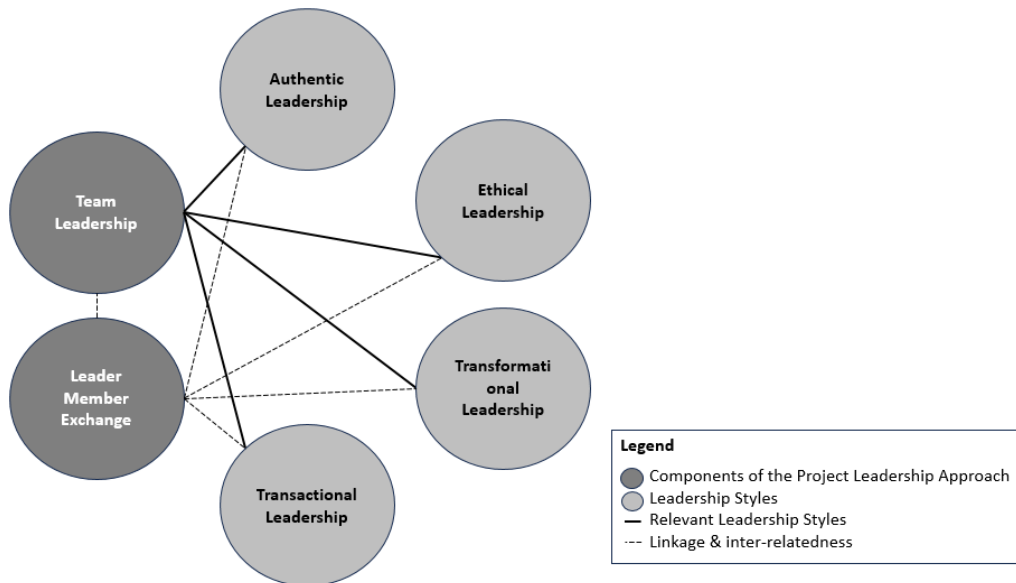 Authentic
Leadership
Team
Leadership
Ethical
Leadership
Leader
Member
Exchange
Transformati
onal
Leadership
Transactional
Leadership
Legend
Components of the Project Leadership Approach
Leadership Styles
Relevant Leadership Styles
Linkage & inter-relatedness